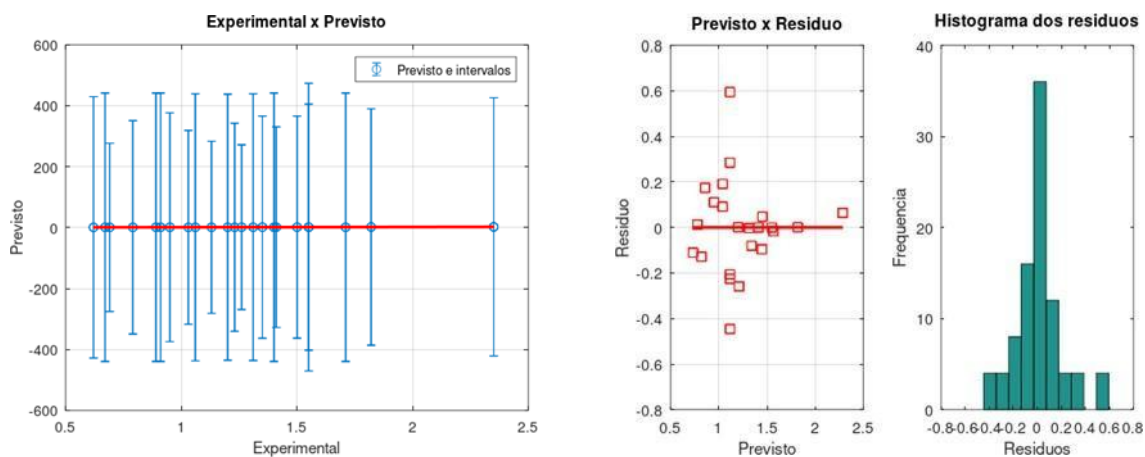 Experimental x Previsto
600
400
200
0
-200
-400
-600
Previsto
0.5
1
1.5
2
2.5
Experimental
Previsto e intervalos
Previsto x Residuo
0.8
0.6
0.4
0.2
0
-0.2
-0.4
-0.6
-0.8
Residuo
0.5
1
1.5
2
2.5
Previsto
Histograma dos residuos
40
30
20
10
0
Frequencia
-0.8-0.6-0.4-0.2 0 0.2 0.4 0.6 0.8
Residuos